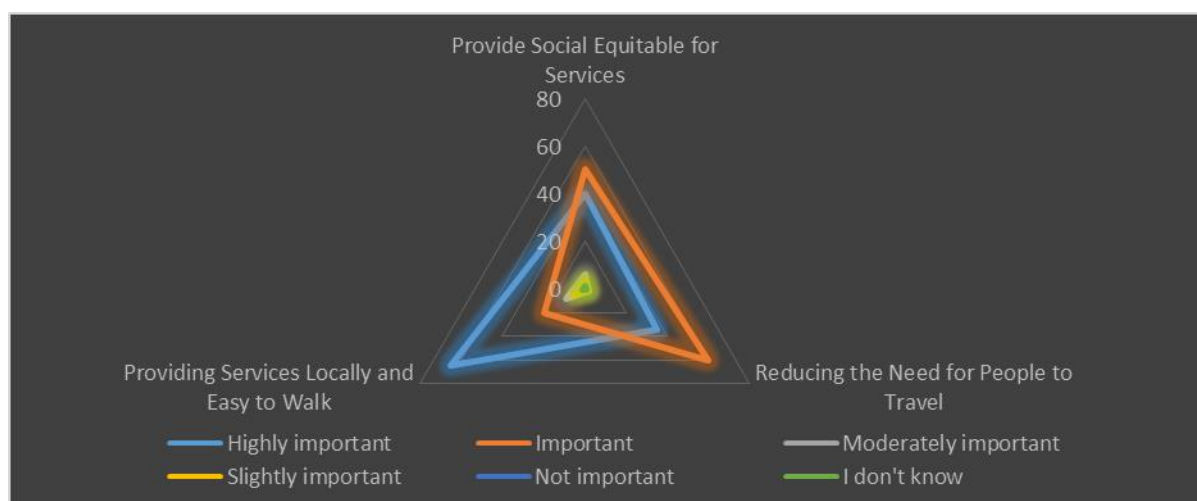 Provide Social Equitable for
Services
80
60
40
20
0
Providing Services Locally and
Easy to Walk
Reducing the Need for People to
Travel
Highly important
Important
Moderately important
Slightly important
Not important
I don't know